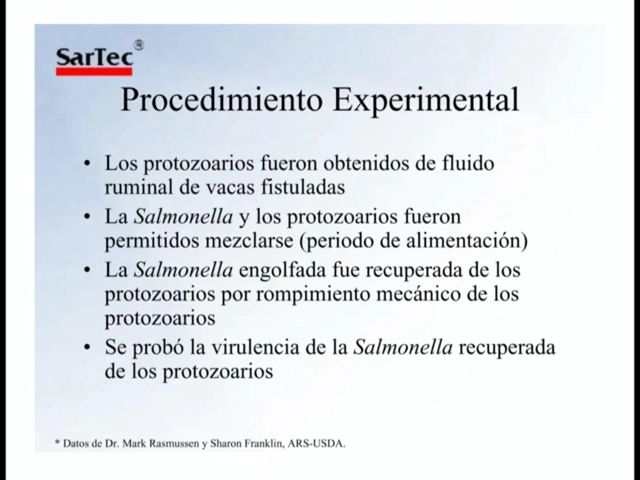 SarTec®
Procedimiento Experimental
• Los protozoarios fueron obtenidos de fluido
ruminal de vacas fistuladas
• La Salmonella y los protozoarios fueron
permitidos mezclarse (periodo de alimentación)
• La Salmonella engolfada fue recuperada de los
protozoarios por rompimiento mecánico de los
protozoarios
• Se probó la virulencia de la Salmonella recuperada
de los protozoarios
* Datos de Dr. Mark Rasmussen y Sharon Franklin, ARS-USDA.